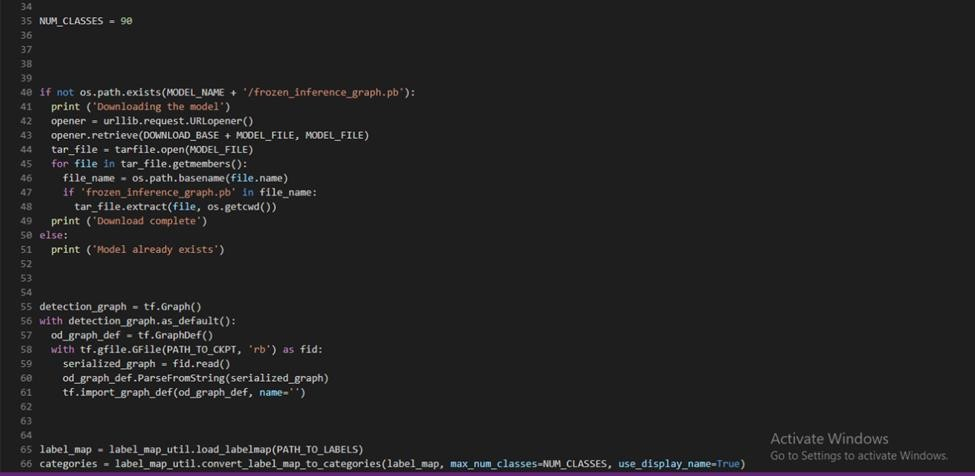 34
35 NUM_CLASSES = 90
36
37
38
39
40 if not os.path.exists(MODEL_NAME + '/frozen_inference_graph.pb'):
41   print ('Downloading the model')
42   opener = urllib.request.URLopener()
43   opener.retrieve(DOWNLOAD_BASE + MODEL_FILE, MODEL_FILE)
44   tar_file = tarfile.open(MODEL_FILE)
45   for file in tar_file.getmembers():
46     file_name = os.path.basename(file.name)
47     if 'frozen_inference_graph.pb' in file_name:
48       tar_file.extract(file, os.getcwd())
49   print ('Download complete')
50 else:
51   print ('Model already exists')
52
53
54
55 detection_graph = tf.Graph()
56 with detection_graph.as_default():
57   od_graph_def = tf.GraphDef()
58   with tf.gfile.GFile(PATH_TO_CKPT, 'rb') as fid:
59     serialized_graph = fid.read()
60     od_graph_def.ParseFromString(serialized_graph)
61     tf.import_graph_def(od_graph_def, name='')
62
63
64
65 label_map = label_map_util.load_labelmap(PATH_TO_LABELS)
66 categories = label_map_util.convert_label_map_to_categories(label_map, max_num_classes=NUM_CLASSES, use_display_name=True)
Activate Windows
Go to Settings to activate Windows.